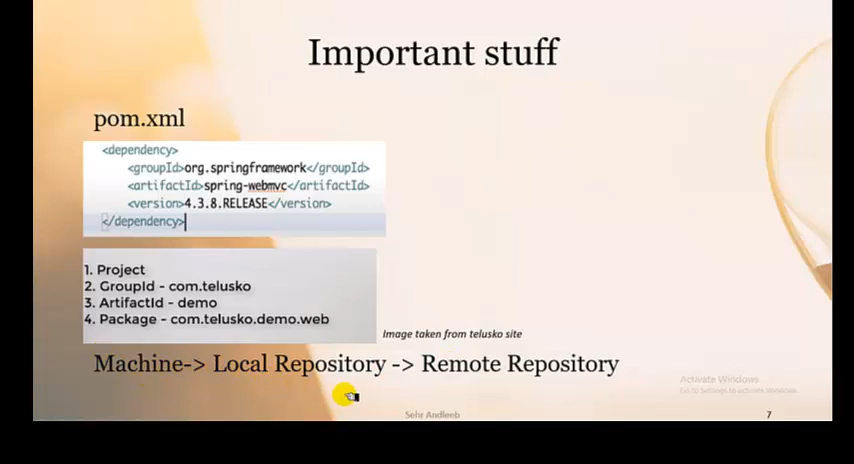 Important stuff
pom.xml
<dependency>
<groupId>org.springframework</groupId>
<artifactId>spring-webmvc</artifactId>
<version>4.3.8.RELEASE</version>
</dependency>
1. Project
2. GroupId - com.telusko
3. ArtifactId - demo
4. Package - com.telusko.demo.web
Image taken from telusko site
Machine-> Local Repository -> Remote Repository
Activate Windows
Go to Settings to activate Windows.
Sehr Andleeb
7